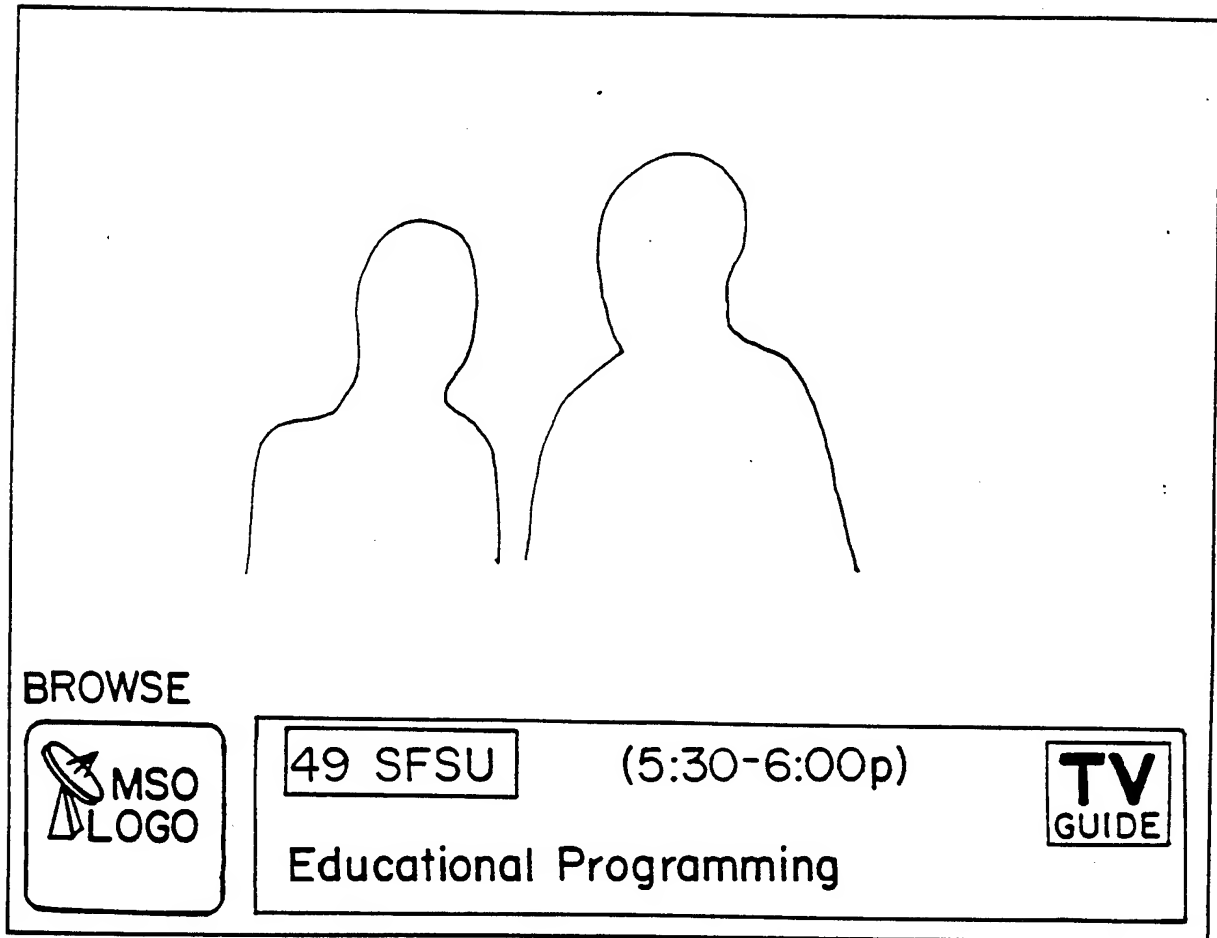 BROWSE
MSO
LOGO
49 SFSU (5:30-6:00p)
Educational Programming
TV
GUIDE